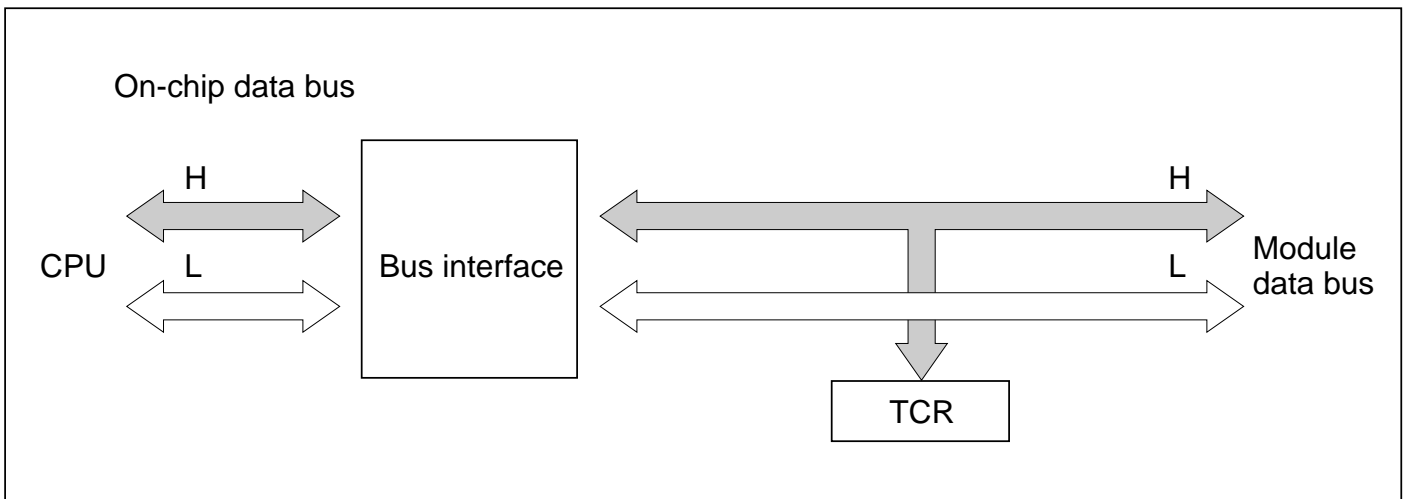 On-chip data bus
H
H
CPU
L
Bus interface
L
Module
data bus
TCR